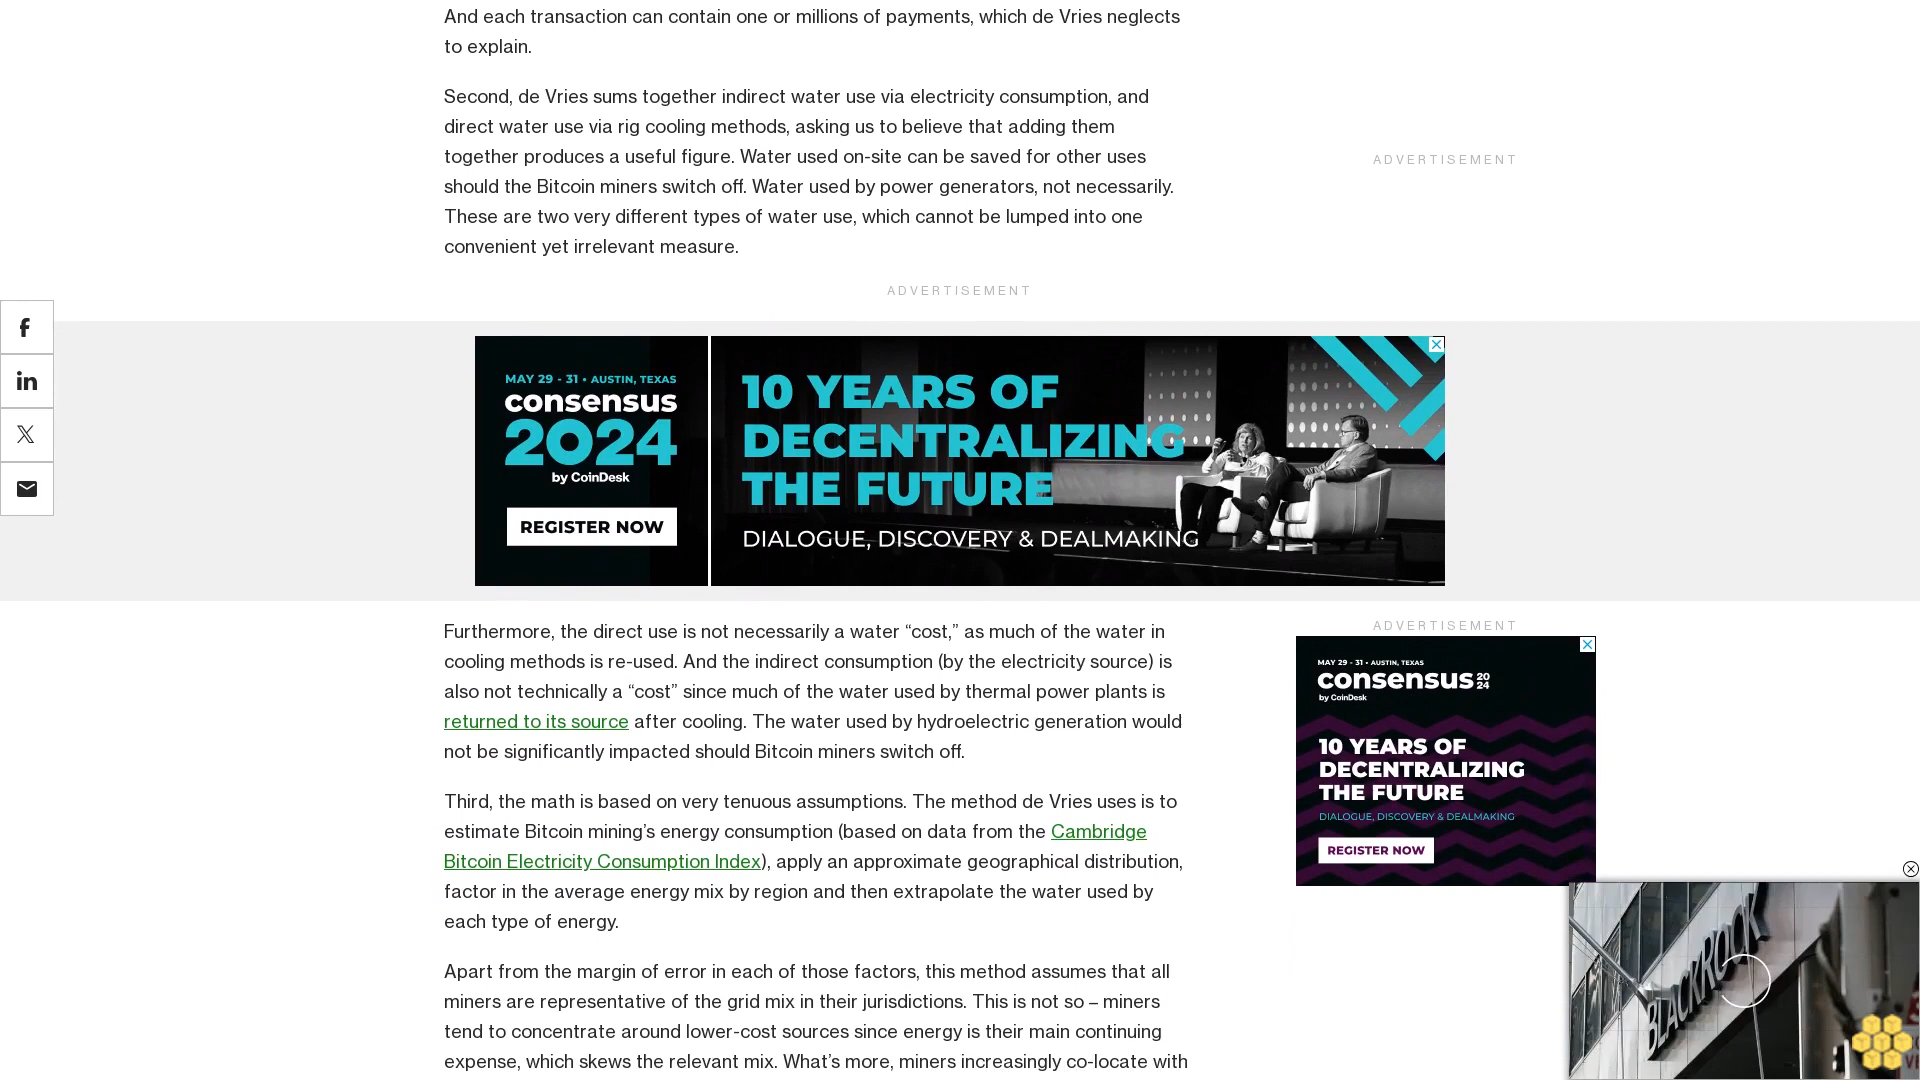 And each transaction can contain one or millions of payments, which de Vries neglects
to explain.
Second, de Vries sums together indirect water use via electricity consumption, and
direct water use via rig cooling methods, asking us to believe that adding them
together produces a useful figure. Water used on-site can be saved for other uses
should the Bitcoin miners switch off. Water used by power generators, not necessarily.
These are two very different types of water use, which cannot be lumped into one
convenient yet irrelevant measure.
ADVERTISEMENT
ADVERTISEMENT
MAY 29 - 31 • AUSTIN, TEXAS
consensus
2024
by CoinDesk
REGISTER NOW
10 YEARS OF
DECENTRALIZING
THE FUTURE
DIALOGUE, DISCOVERY & DEALMAKING
Furthermore, the direct use is not necessarily a water “cost,” as much of the water in
cooling methods is re-used. And the indirect consumption (by the electricity source) is
also not technically a “cost” since much of the water used by thermal power plants is
returned to its source after cooling. The water used by hydroelectric generation would
not be significantly impacted should Bitcoin miners switch off.
Third, the math is based on very tenuous assumptions. The method de Vries uses is to
estimate Bitcoin mining’s energy consumption (based on data from the Cambridge
Bitcoin Electricity Consumption Index), apply an approximate geographical distribution,
factor in the average energy mix by region and then extrapolate the water used by
each type of energy.
Apart from the margin of error in each of those factors, this method assumes that all
miners are representative of the grid mix in their jurisdictions. This is not so – miners
tend to concentrate around lower-cost sources since energy is their main continuing
expense, which skews the relevant mix. What’s more, miners increasingly co-locate with
ADVERTISEMENT
MAY 29 - 31 • AUSTIN, TEXAS
consensus 2024
by CoinDesk
10 YEARS OF
DECENTRALIZING
THE FUTURE
DIALOGUE, DISCOVERY & DEALMAKING
REGISTER NOW
BLACKROCK